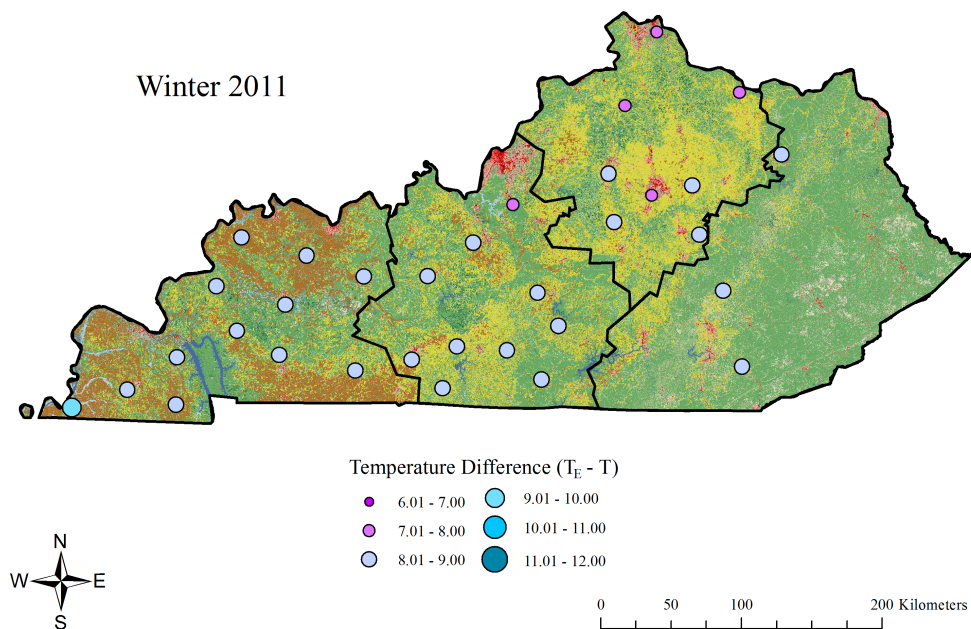 Winter 2011
Temperature Difference (TE - T)
6.01 - 7.00
7.01 - 8.00
8.01 - 9.00
9.01 - 10.00
10.01 - 11.00
11.01 - 12.00
N
W E
S
0 50 100 200 Kilometers